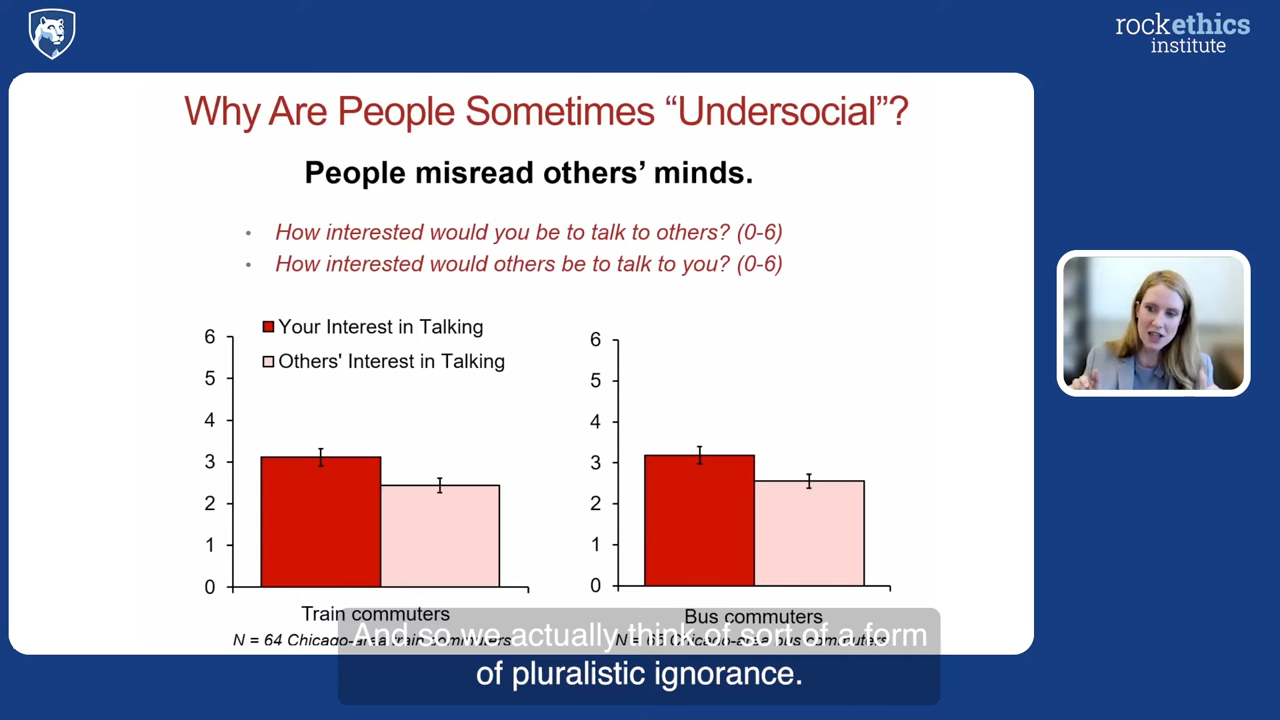 rockethics
institute
Why Are People Sometimes “Undersocial”?
People misread others’ minds.
• How interested would you be to talk to others? (0-6)
• How interested would others be to talk to you? (0-6)
Your Interest in Talking
Others' Interest in Talking
6
5
4
3
2
1
0
Train commuters
N = 64 Chicago-area train commuters
6
5
4
3
2
1
0
Bus commuters
Chicago-area bus commuters
And so we actually think of sort of a form
of pluralistic ignorance.